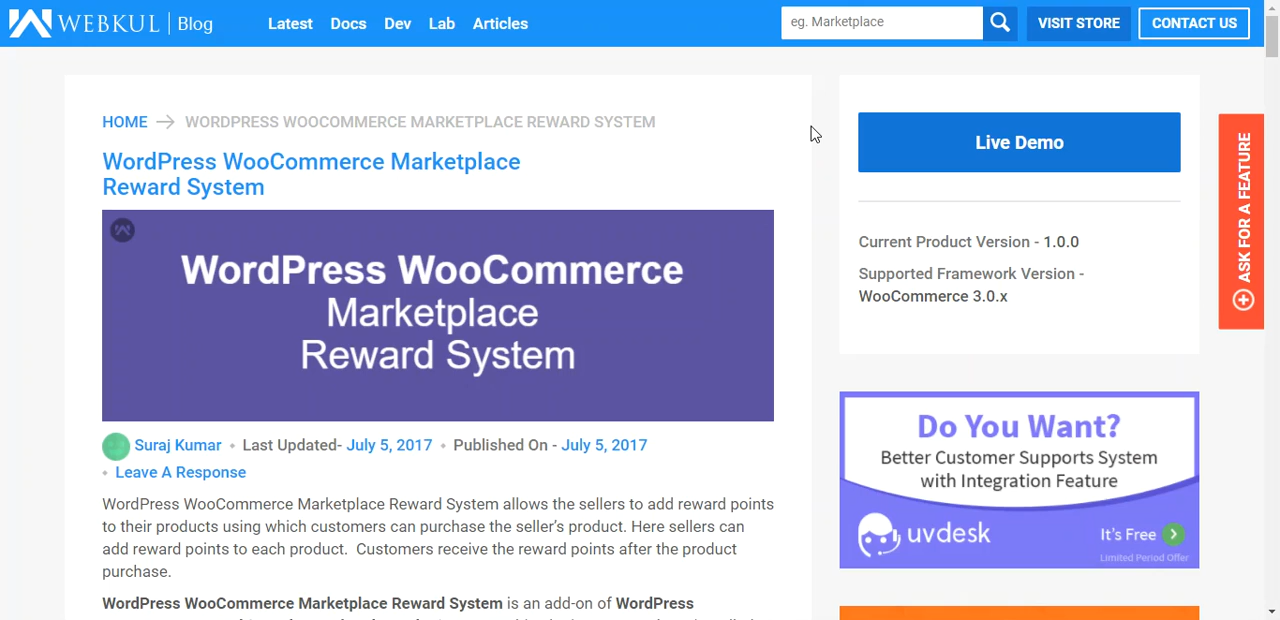 WEBKUL | Blog
Latest Docs Dev Lab Articles
eg. Marketplace
VISIT STORE
CONTACT US
HOME → WORDPRESS WOOCOMMERCE MARKETPLACE REWARD SYSTEM
WordPress WooCommerce Marketplace
Reward System
WordPress WooCommerce
Marketplace
Reward System
Suraj Kumar • Last Updated- July 5, 2017 • Published On - July 5, 2017
• Leave A Response
WordPress WooCommerce Marketplace Reward System allows the sellers to add reward points
to their products using which customers can purchase the seller’s product. Here sellers can
add reward points to each product. Customers receive the reward points after the product
purchase.
WordPress WooCommerce Marketplace Reward System is an add-on of WordPress
Live Demo
Current Product Version - 1.0.0
Supported Framework Version -
WooCommerce 3.0.x
ASK FOR A FEATURE
Do You Want?
Better Customer Supports System
with Integration Feature
uvdesk
It’s Free
Limited Period Offer